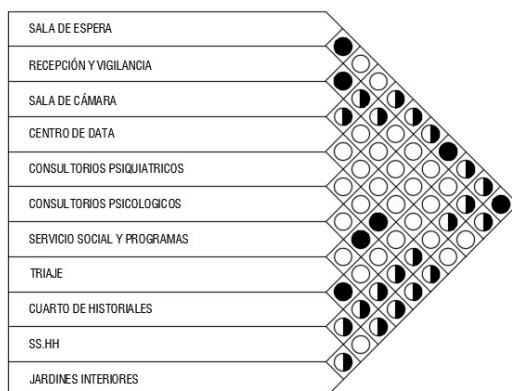 SALA DE ESPERA
RECEPCIÓN Y VIGILANCIA
SALA DE CÁMARA
CENTRO DE DATA
CONSULTORIOS PSIQUIATRICOS
CONSULTORIOS PSICOLOGICOS
SERVICIO SOCIAL Y PROGRAMAS
TRIAJE
CUARTO DE HISTORIALES
SS.HH
JARDINES INTERIORES